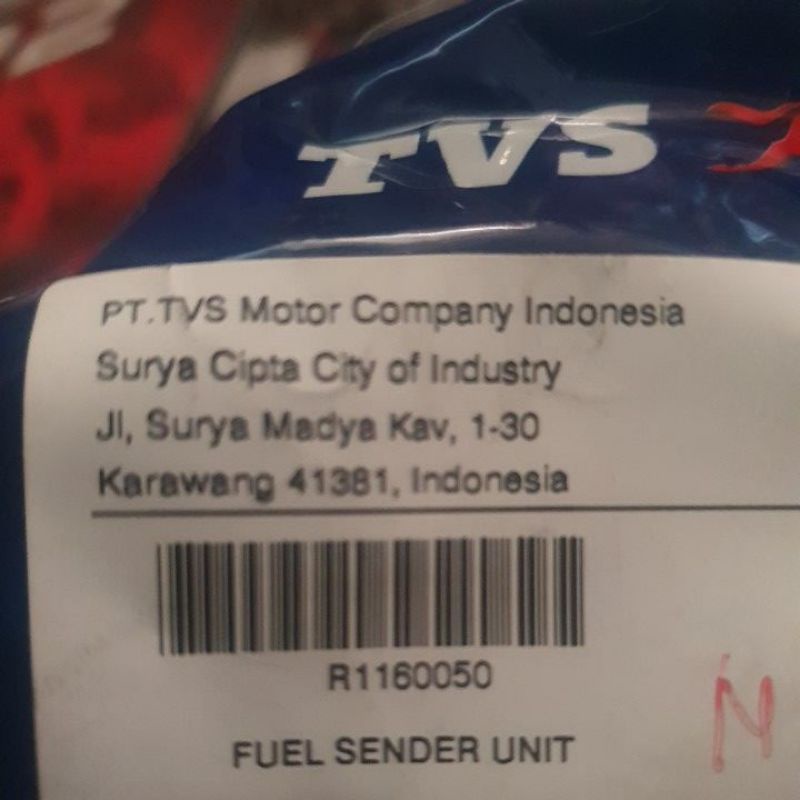 TVS
PT.TVS Motor Company Indonesia
Surya Cipta City of Industry
Jl, Surya Madya Kav, 1-30
Karawang 41381, Indonesia
R1160050
N
FUEL SENDER UNIT